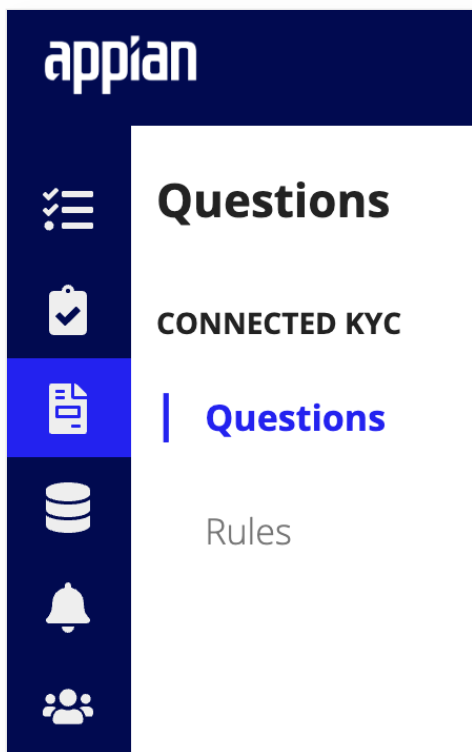 appian
Questions
CONNECTED KYC
Questions
Rules